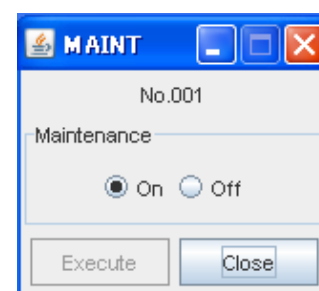 MAINT
No.001
Maintenance
On Off
Execute Close